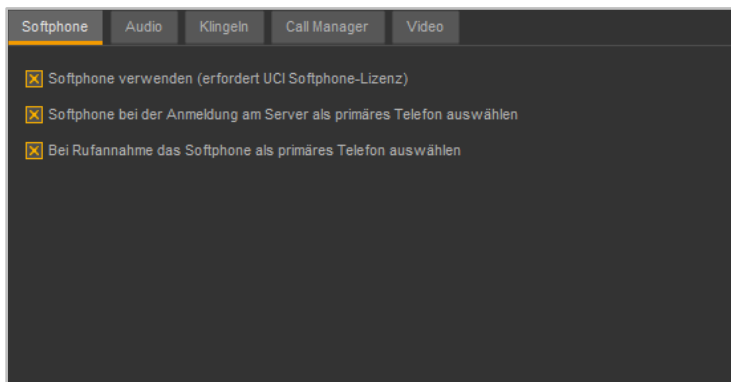 Softphone Audio Klingeln Call Manager Video
Softphone verwenden (erfordert UCI Softphone-Lizenz)
Softphone bei der Anmeldung am Server als primäres Telefon auswählen
Bei Rufannahme das Softphone als primäres Telefon auswählen